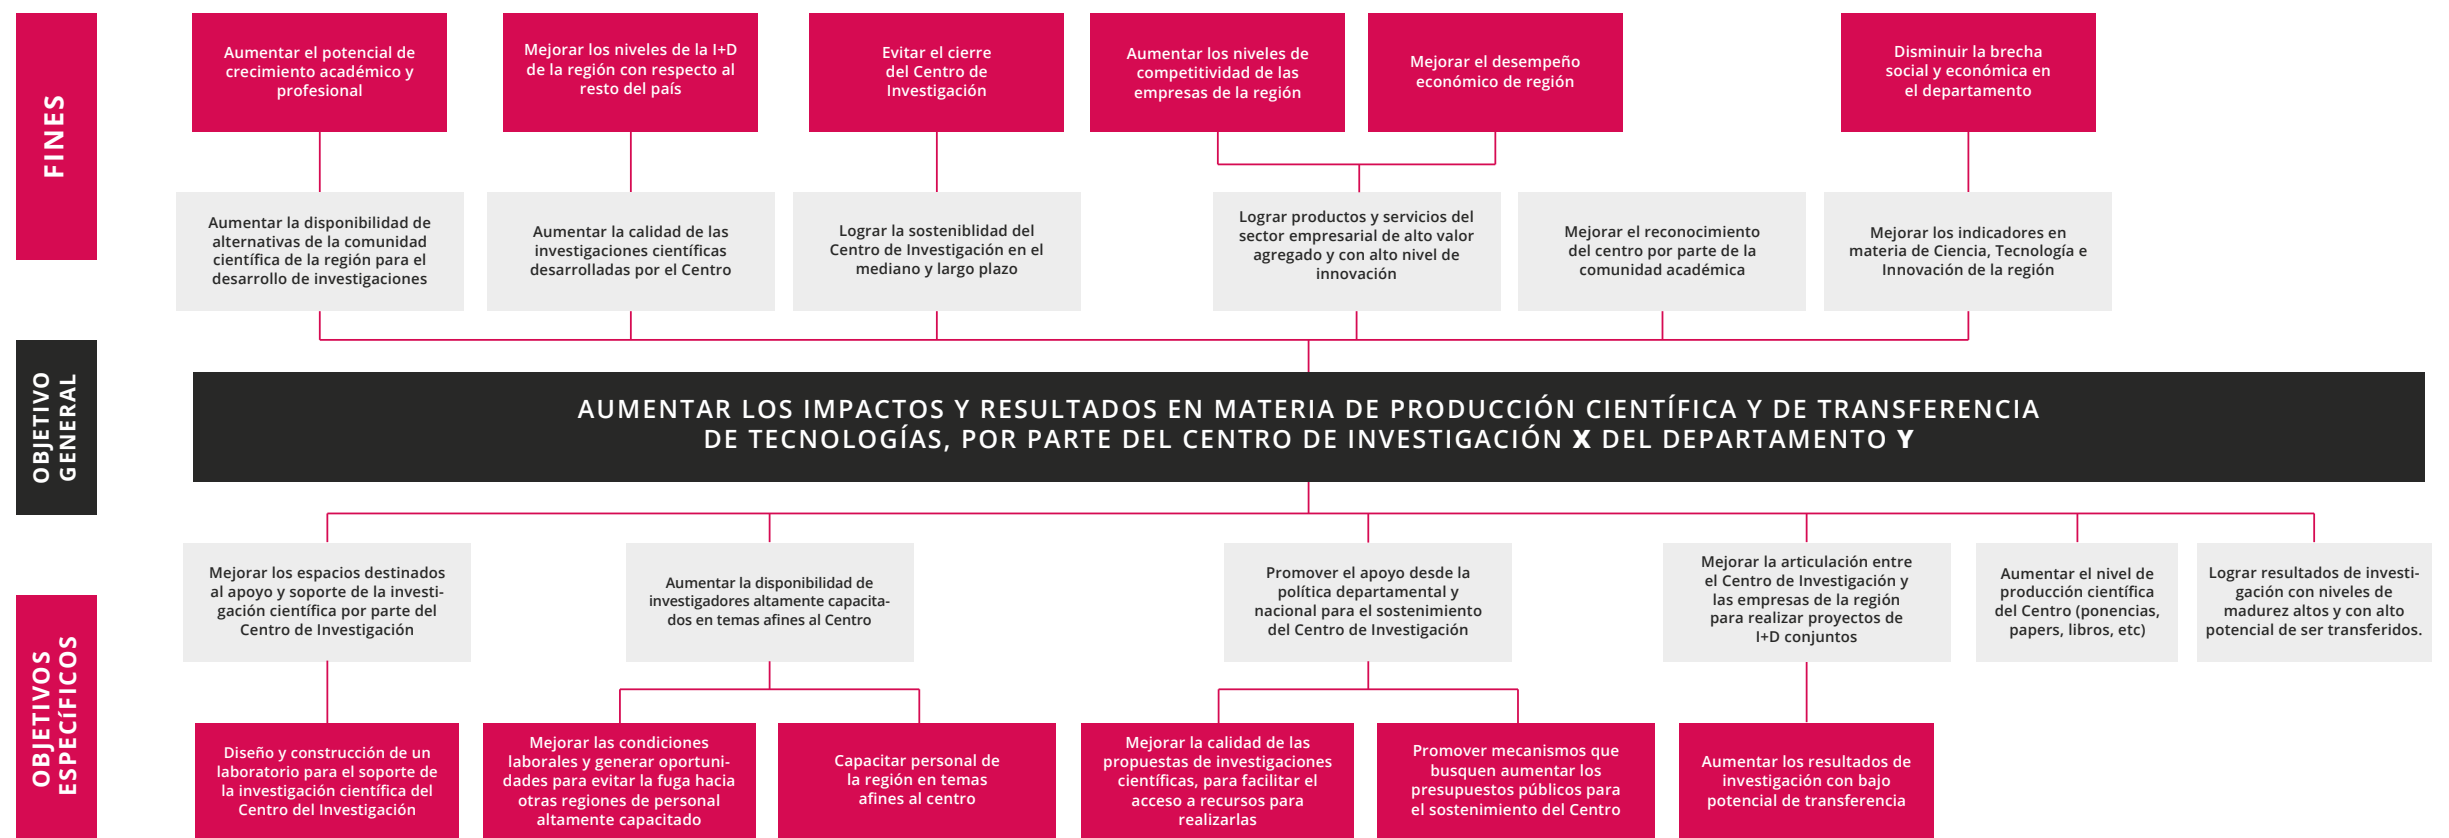 FINES
Aumentar el potencial de
crecimiento académico y
profesional
Mejorar los niveles de la I+D
de la región con respecto al
resto del país
Evitar el cierre
del Centro de
Investigación
Aumentar los niveles de
competitividad de las
empresas de la región
Mejorar el desempeño
económico de región
Disminuir la brecha
social y económica en
el departamento
Aumentar la disponibilidad de
alternativas de la comunidad
científica de la región para el
desarrollo de investigaciones
Aumentar la calidad de las
investigaciones científicas
desarrolladas por el Centro
Lograr la sosteniblidad del
Centro de Investigación en el
mediano y largo plazo
Lograr productos y servicios del
sector empresarial de alto valor
agregado y con alto nivel de
innovación
Mejorar el reconocimiento
del centro por parte de la
comunidad académica
Mejorar los indicadores en
materia de Ciencia, Tecnología e
Innovación de la región
OBJETIVO
GENERAL
AUMENTAR LOS IMPACTOS Y RESULTADOS EN MATERIA DE PRODUCCIÓN CIENTÍFICA Y DE TRANSFERENCIA
DE TECNOLOGÍAS, POR PARTE DEL CENTRO DE INVESTIGACIÓN X DEL DEPARTAMENTO Y
OBJETIVOS
ESPECÍFICOS
Mejorar los espacios destinados
al apoyo y soporte de la investi-
gación científica por parte del
Centro de Investigación
Aumentar la disponibilidad de
investigadores altamente capacita-
dos en temas afines al Centro
Promover el apoyo desde la
política departamental y
nacional para el sostenimiento
del Centro de Investigación
Mejorar la articulación entre
el Centro de Investigación y
las empresas de la región
para realizar proyectos de
I+D conjuntos
Aumentar el nivel de
producción científica
del Centro (ponencias,
papers, libros, etc)
Lograr resultados de investi-
gación con niveles de
madurez altos y con alto
potencial de ser transferidos.
Diseño y construcción de un
laboratorio para el soporte de
la investigación científica del
Centro del Investigación
Mejorar las condiciones
laborales y generar oportuni-
dades para evitar la fuga hacia
otras regiones de personal
altamente capacitado
Capacitar personal de
la región en temas
afines al centro
Mejorar la calidad de las
propuestas de investigaciones
científicas, para facilitar el
acceso a recursos para
realizarlas
Promover mecanismos que
busquen aumentar los
presupuestos públicos para
el sostenimiento del Centro
Aumentar los resultados de
investigación con bajo
potencial de transferencia